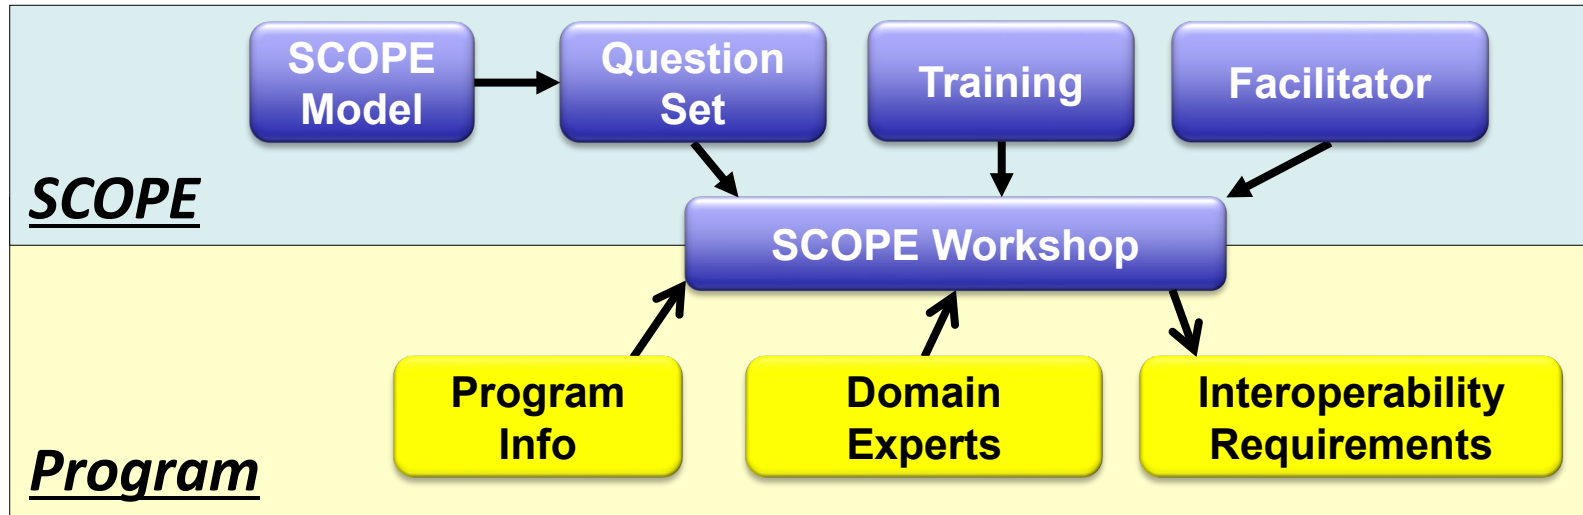 SCOPE
Model
Question
Set
Training
Facilitator
SCOPE
SCOPE Workshop
Program
Info
Domain
Experts
Interoperability
Requirements
Program